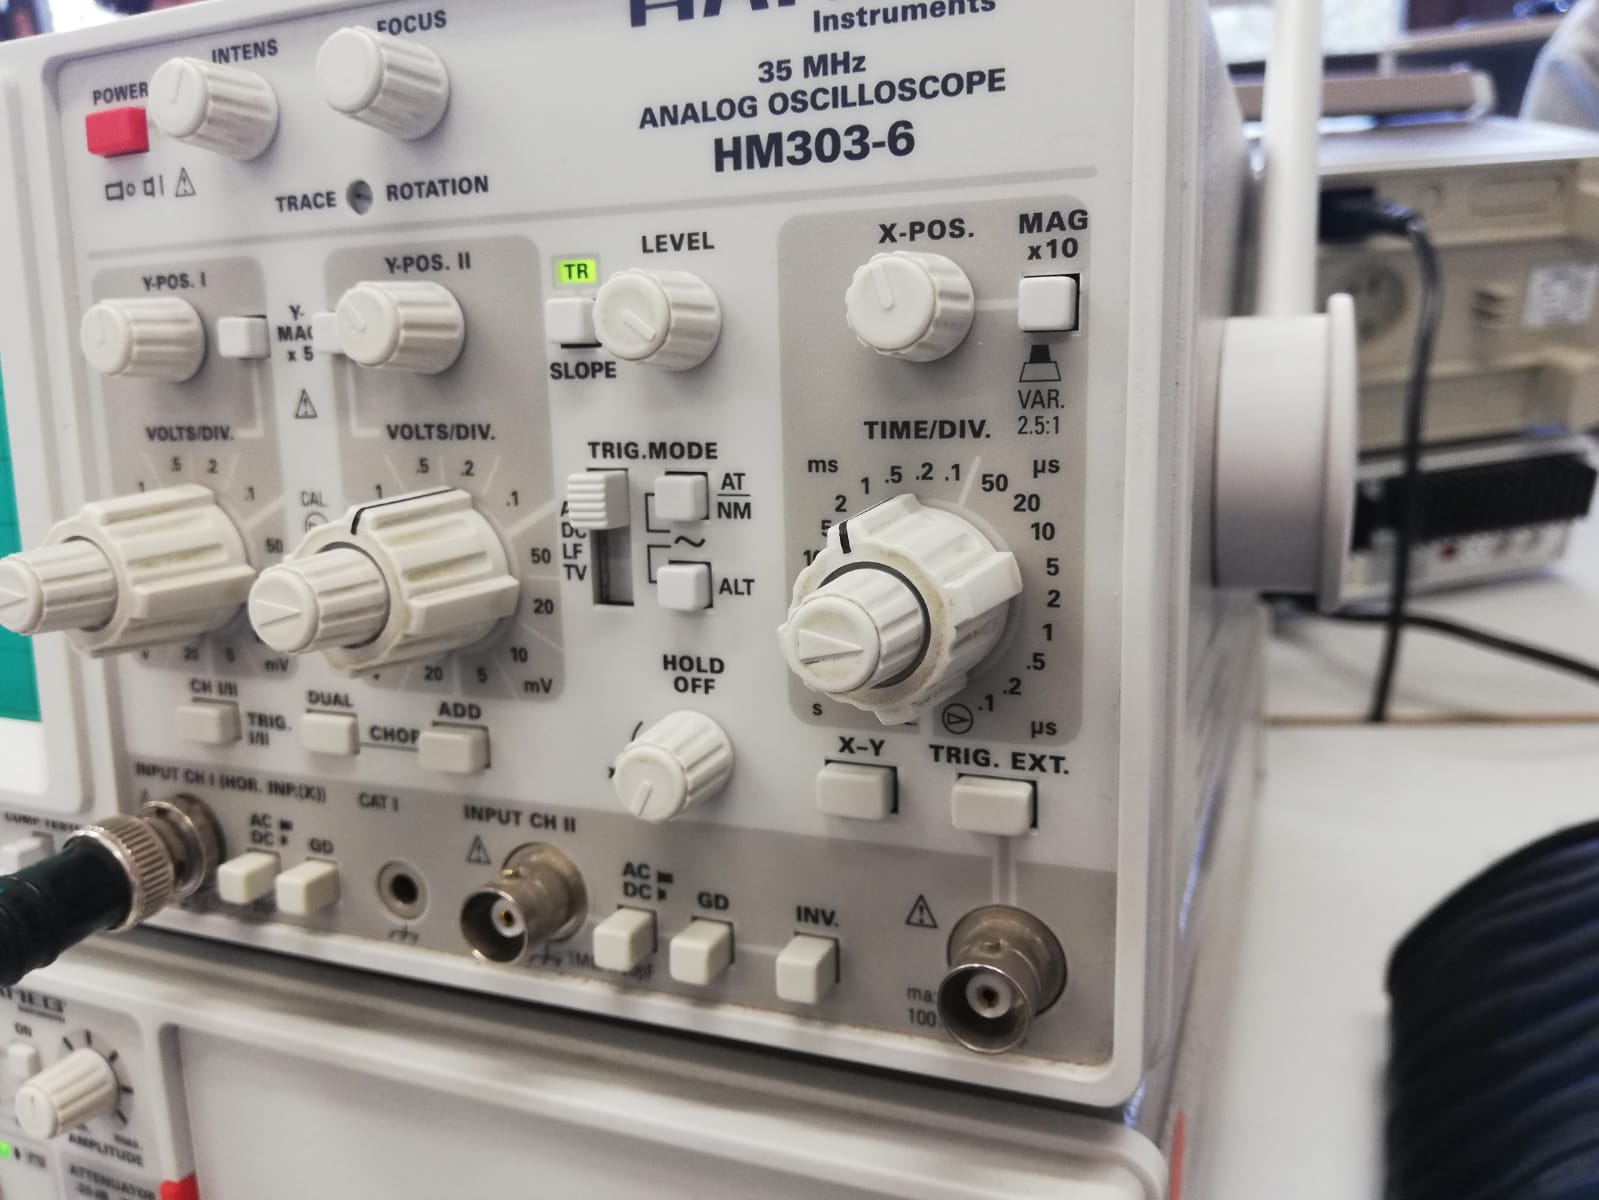 Instruments
35 MHz
ANALOG OSCILLOSCOPE
HM303-6
INTENS
FOCUS
POWER
TRACE ROTATION
LEVEL
TR
SLOPE
X-POS.
MAG
x10
Y-POS. I
Y-POS. II
x 5
VAR.
2.5:1
VOLTS/DIV.
VOLTS/DIV.
TRIG.MODE
TIME/DIV.
ms
µs
.5 .2
1 .1
50
20 5
mV
CAL
.5 .2
1 .1
50
20
10
20 5
mV
AT
NM
DC
LF
TV
~
ALT
2 1 .5 .2 .1
50
20
10
5
2
1
.5
.2
.1
s
µs
HOLD
OFF
CH I/II
TRIG.
I/II
DUAL
ADD
X-Y
TRIG. EXT.
INPUT CH I (HOR. INP.(X))
CAT I
INPUT CH II
AC
DC
GD
AC
DC
GD
INV.
100
ON
AMPLITUDE
ATTENUATOR